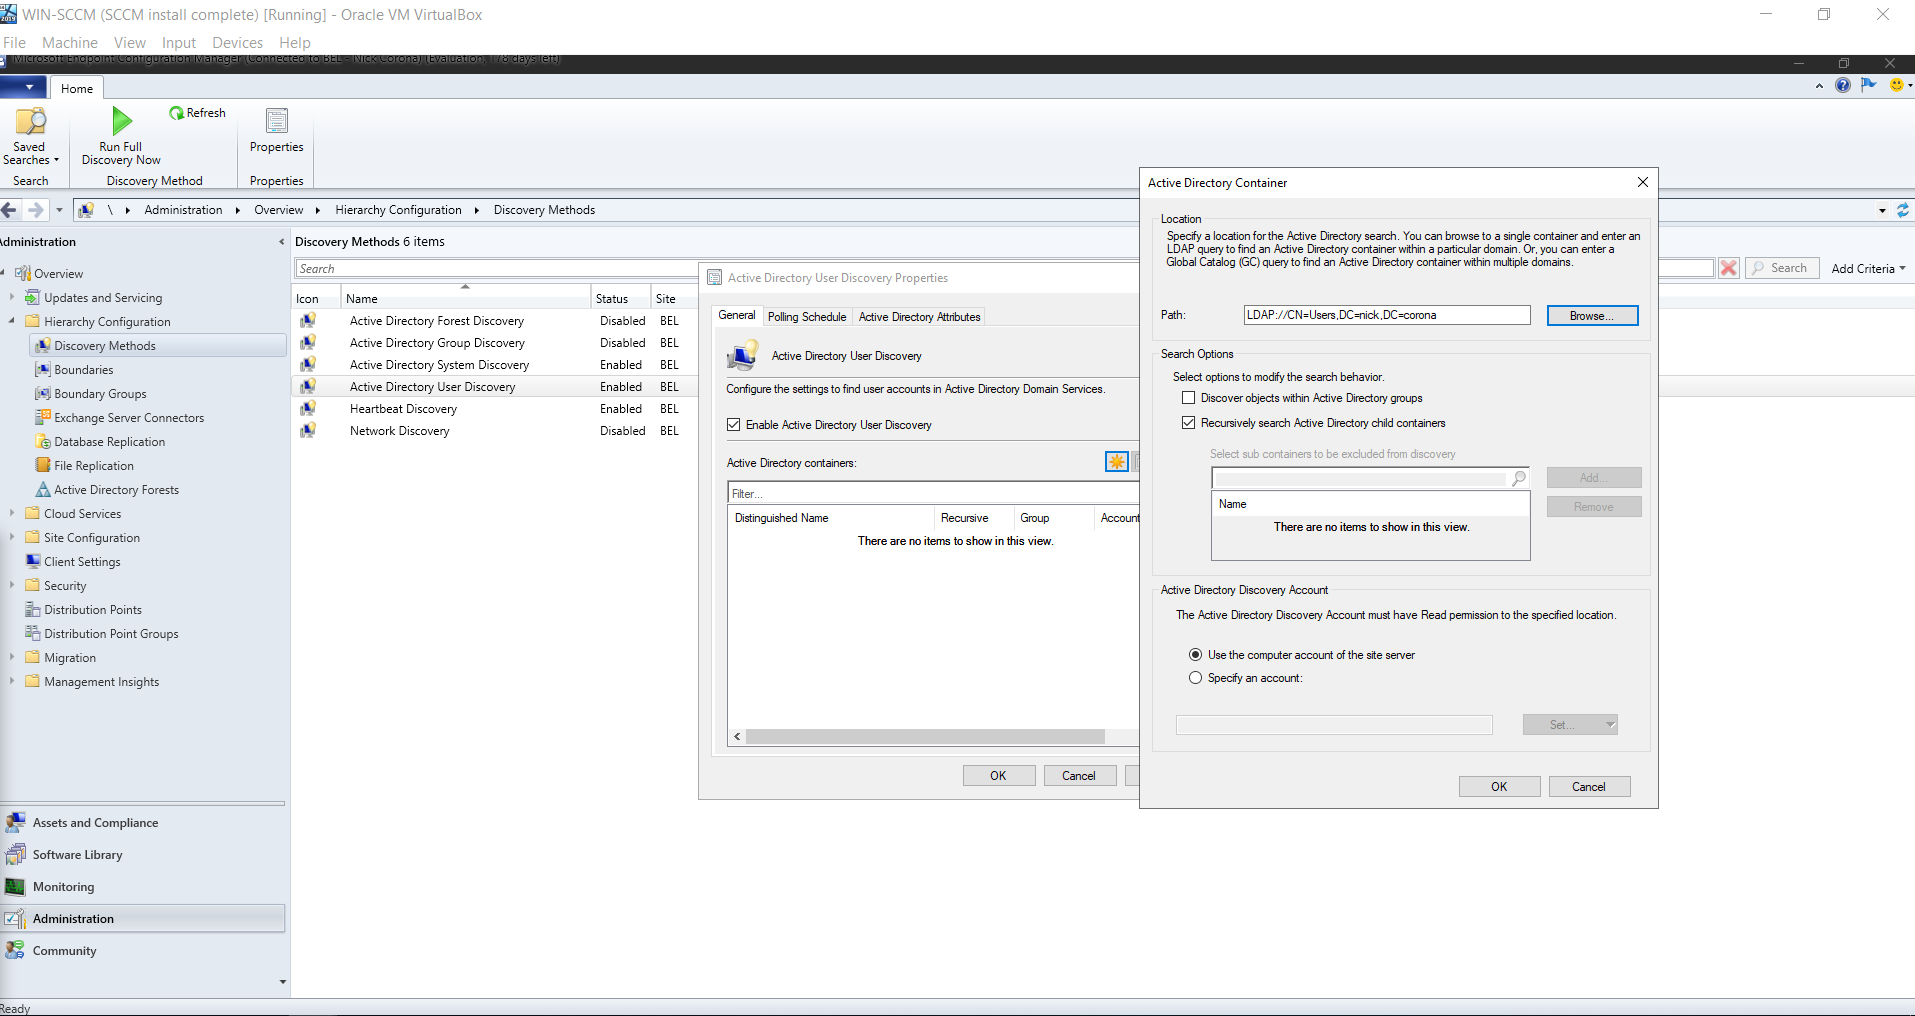 WIN-SCCM (SCCM install complete) [Running] - Oracle VM VirtualBox
File Machine View Input Devices Help
Microsoft Endpoint Configuration Manager (Connected to BEL - Nick Corona) (Evaluation, 178 days left)
Home
Saved Searches
Run Full Discovery Now
Refresh
Properties
Search
Discovery Method
Properties
\ Administration Overview Hierarchy Configuration Discovery Methods
Administration
Overview
Updates and Servicing
Hierarchy Configuration
Discovery Methods
Boundaries
Boundary Groups
Exchange Server Connectors
Database Replication
File Replication
Active Directory Forests
Cloud Services
Site Configuration
Client Settings
Security
Distribution Points
Distribution Point Groups
Migration
Management Insights
Assets and Compliance
Software Library
Monitoring
Administration
Community
Ready
Discovery Methods 6 items
Search
Search
Add Criteria
Icon Name Status Site
Active Directory Forest Discovery Disabled BEL
Active Directory Group Discovery Disabled BEL
Active Directory System Discovery Enabled BEL
Active Directory User Discovery Enabled BEL
Heartbeat Discovery Enabled BEL
Network Discovery Disabled BEL
Active Directory User Discovery Properties
General Polling Schedule Active Directory Attributes
Active Directory User Discovery
Configure the settings to find user accounts in Active Directory Domain Services.
Enable Active Directory User Discovery
Active Directory containers:
Filter...
Distinguished Name Recursive Group Account
There are no items to show in this view.
OK Cancel
Active Directory Container
Location
Specify a location for the Active Directory search. You can browse to a single container and enter an
LDAP query to find an Active Directory container within a particular domain. Or, you can enter a
Global Catalog (GC) query to find an Active Directory container within multiple domains.
Path: LDAP://CN=Users,DC=nick,DC=corona Browse...
Search Options
Select options to modify the search behavior.
Discover objects within Active Directory groups
Recursively search Active Directory child containers
Select sub containers to be excluded from discovery
Add...
Name
Remove
There are no items to show in this view.
Active Directory Discovery Account
The Active Directory Discovery Account must have Read permission to the specified location.
Use the computer account of the site server
Specify an account:
Set...
OK Cancel